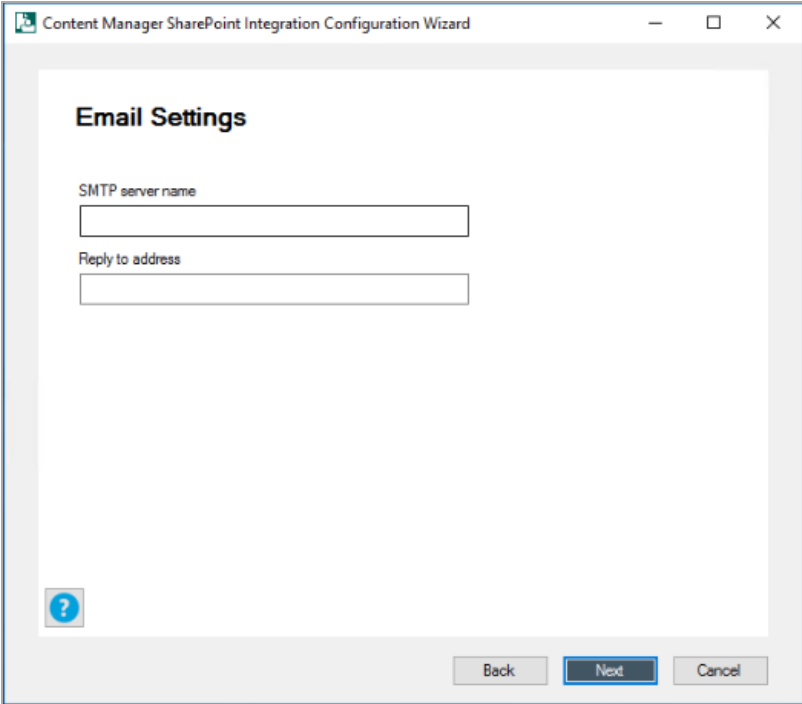 Content Manager SharePoint Integration Configuration Wizard
Email Settings
SMTP server name
Reply to address
?
Back Next Cancel